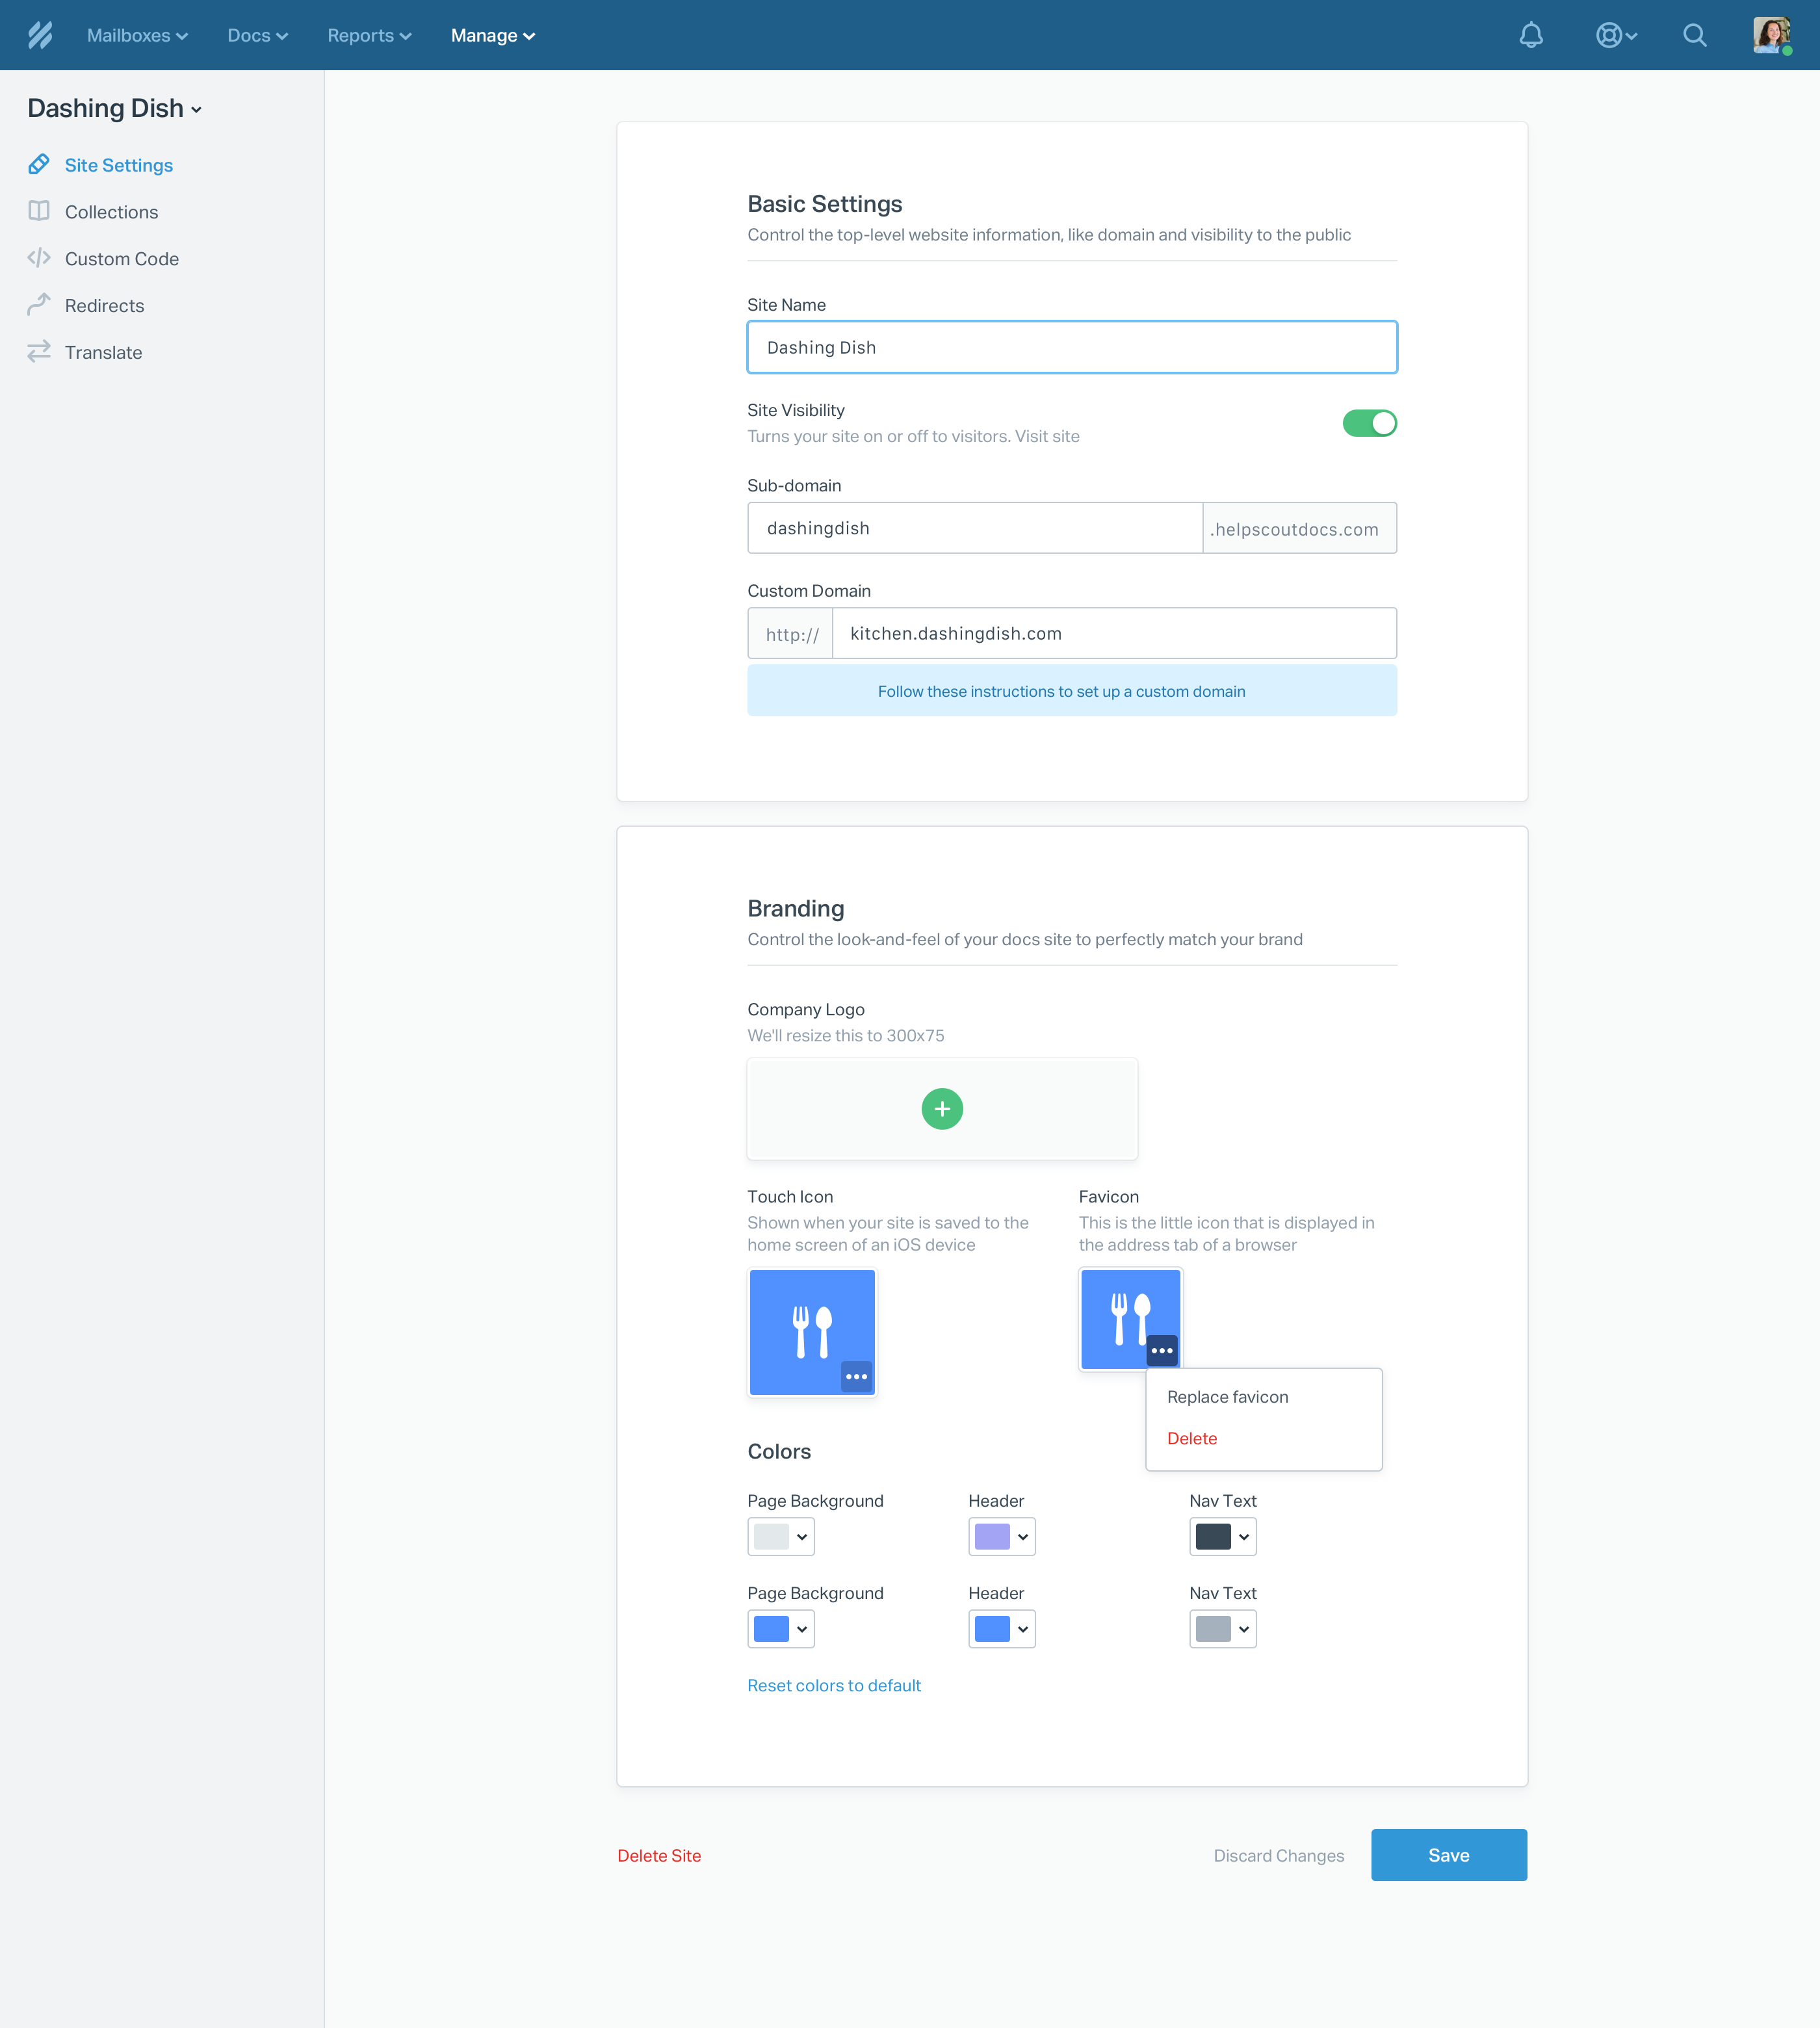 Mailboxes Docs Reports Manage
Dashing Dish
Site Settings
Collections
Custom Code
Redirects
Translate
Basic Settings
Control the top-level website information, like domain and visibility to the public
Site Name
Dashing Dish
Site Visibility
Turns your site on or off to visitors. Visit site
Sub-domain
dashingdish .helpscoutdocs.com
Custom Domain
http:// kitchen.dashingdish.com
Follow these instructions to set up a custom domain
Branding
Control the look-and-feel of your docs site to perfectly match your brand
Company Logo
We'll resize this to 300x75
Touch Icon
Shown when your site is saved to the
home screen of an iOS device
Favicon
This is the little icon that is displayed in
the address tab of a browser
Replace favicon
Delete
Colors
Page Background Header Nav Text
Page Background Header Nav Text
Reset colors to default
Delete Site Discard Changes Save